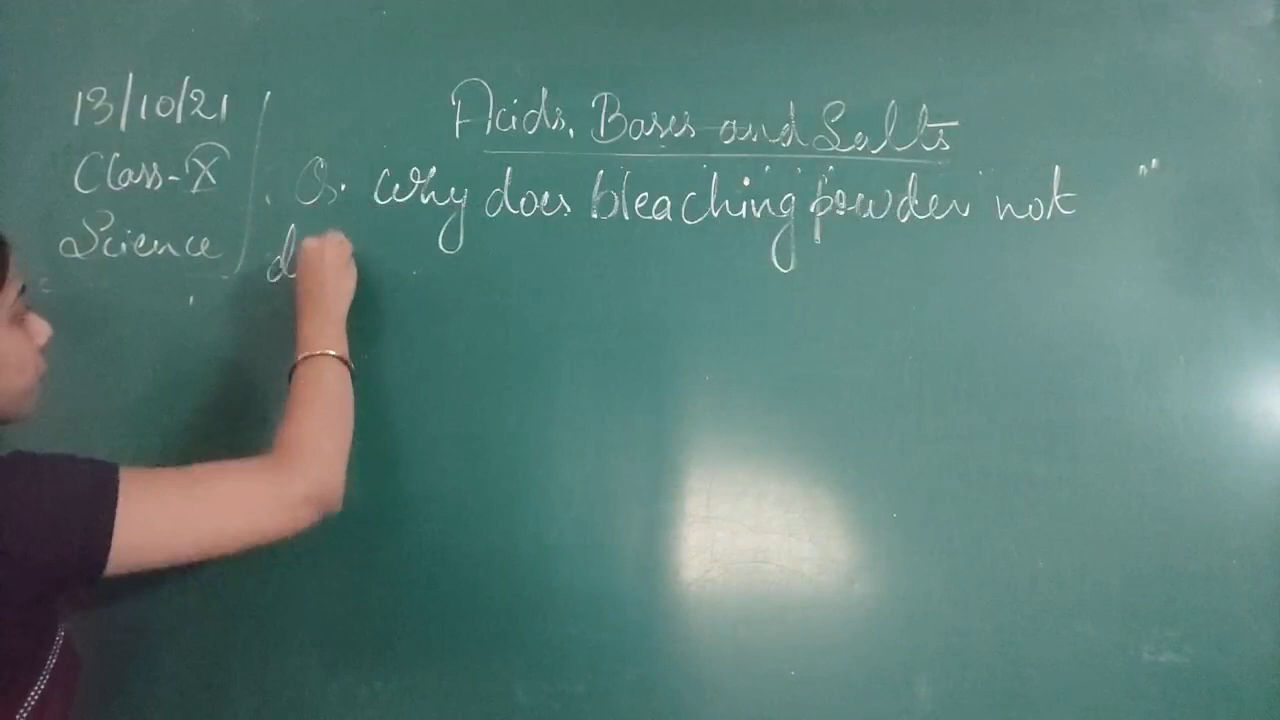 13/10/21
Class-X
Science
Acids, Bases and Salts
Q. Why does bleaching powder not
d